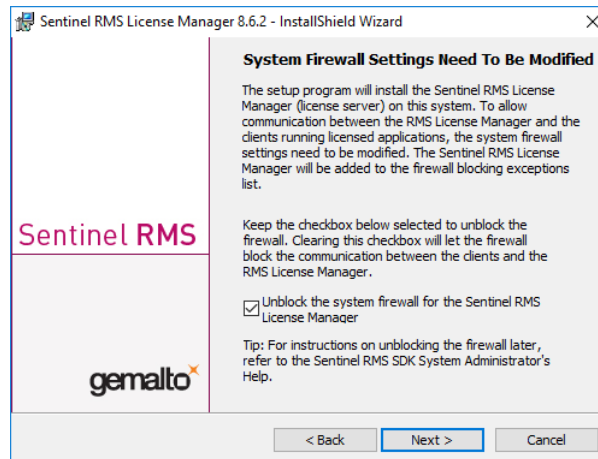 Sentinel RMS License Manager 8.6.2 - InstallShield Wizard
System Firewall Settings Need To Be Modified
The setup program will install the Sentinel RMS License
Manager (license server) on this system. To allow
communication between the RMS License Manager and the
clients running licensed applications, the system firewall
settings need to be modified. The Sentinel RMS License
Manager will be added to the firewall blocking exceptions
list.
Sentinel RMS
Keep the checkbox below selected to unblock the
firewall. Clearing this checkbox will let the firewall
block the communication between the clients and the
RMS License Manager.
Unblock the system firewall for the Sentinel RMS
License Manager
Tip: For instructions on unblocking the firewall later,
refer to the Sentinel RMS SDK System Administrator's
Help.
gemalto
< Back Next > Cancel